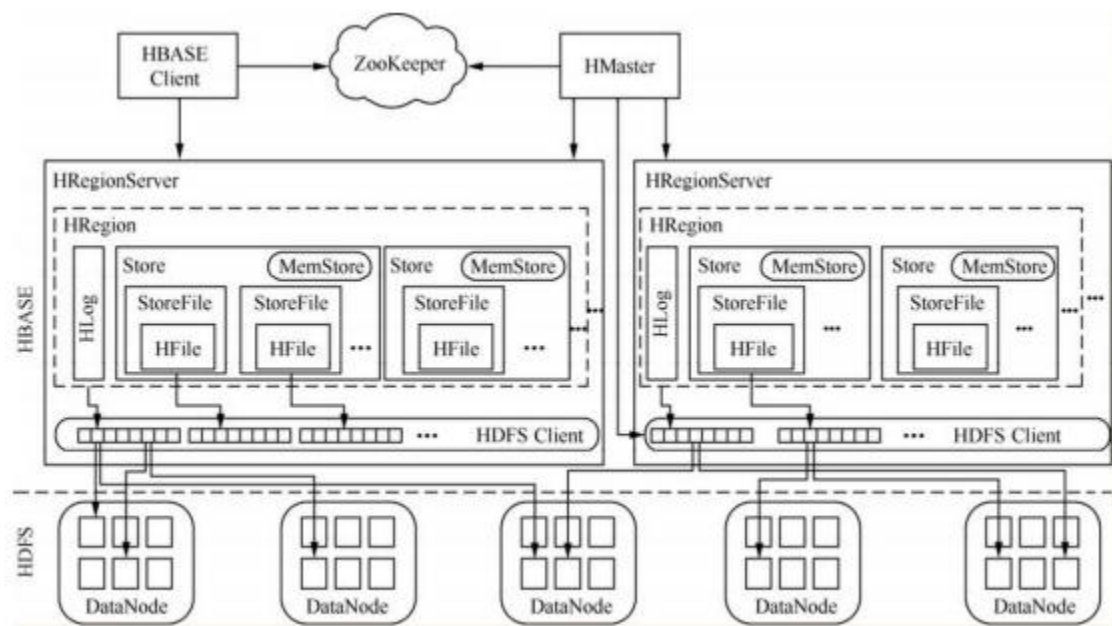 HBASE
Client
ZooKeeper
HMaster
HRegionServer
HRegionServer
HRegion
HRegion
HBASE
HLog
Store
MemStore
Store
MemStore
StoreFile
StoreFile
StoreFile
HFile
HFile
HFile
...
...
...
...
HLog
Store
MemStore
Store
MemStore
StoreFile
StoreFile
HFile
HFile
...
...
...
...
... HDFS Client
... HDFS Client
HDFS
DataNode
DataNode
DataNode
DataNode
DataNode